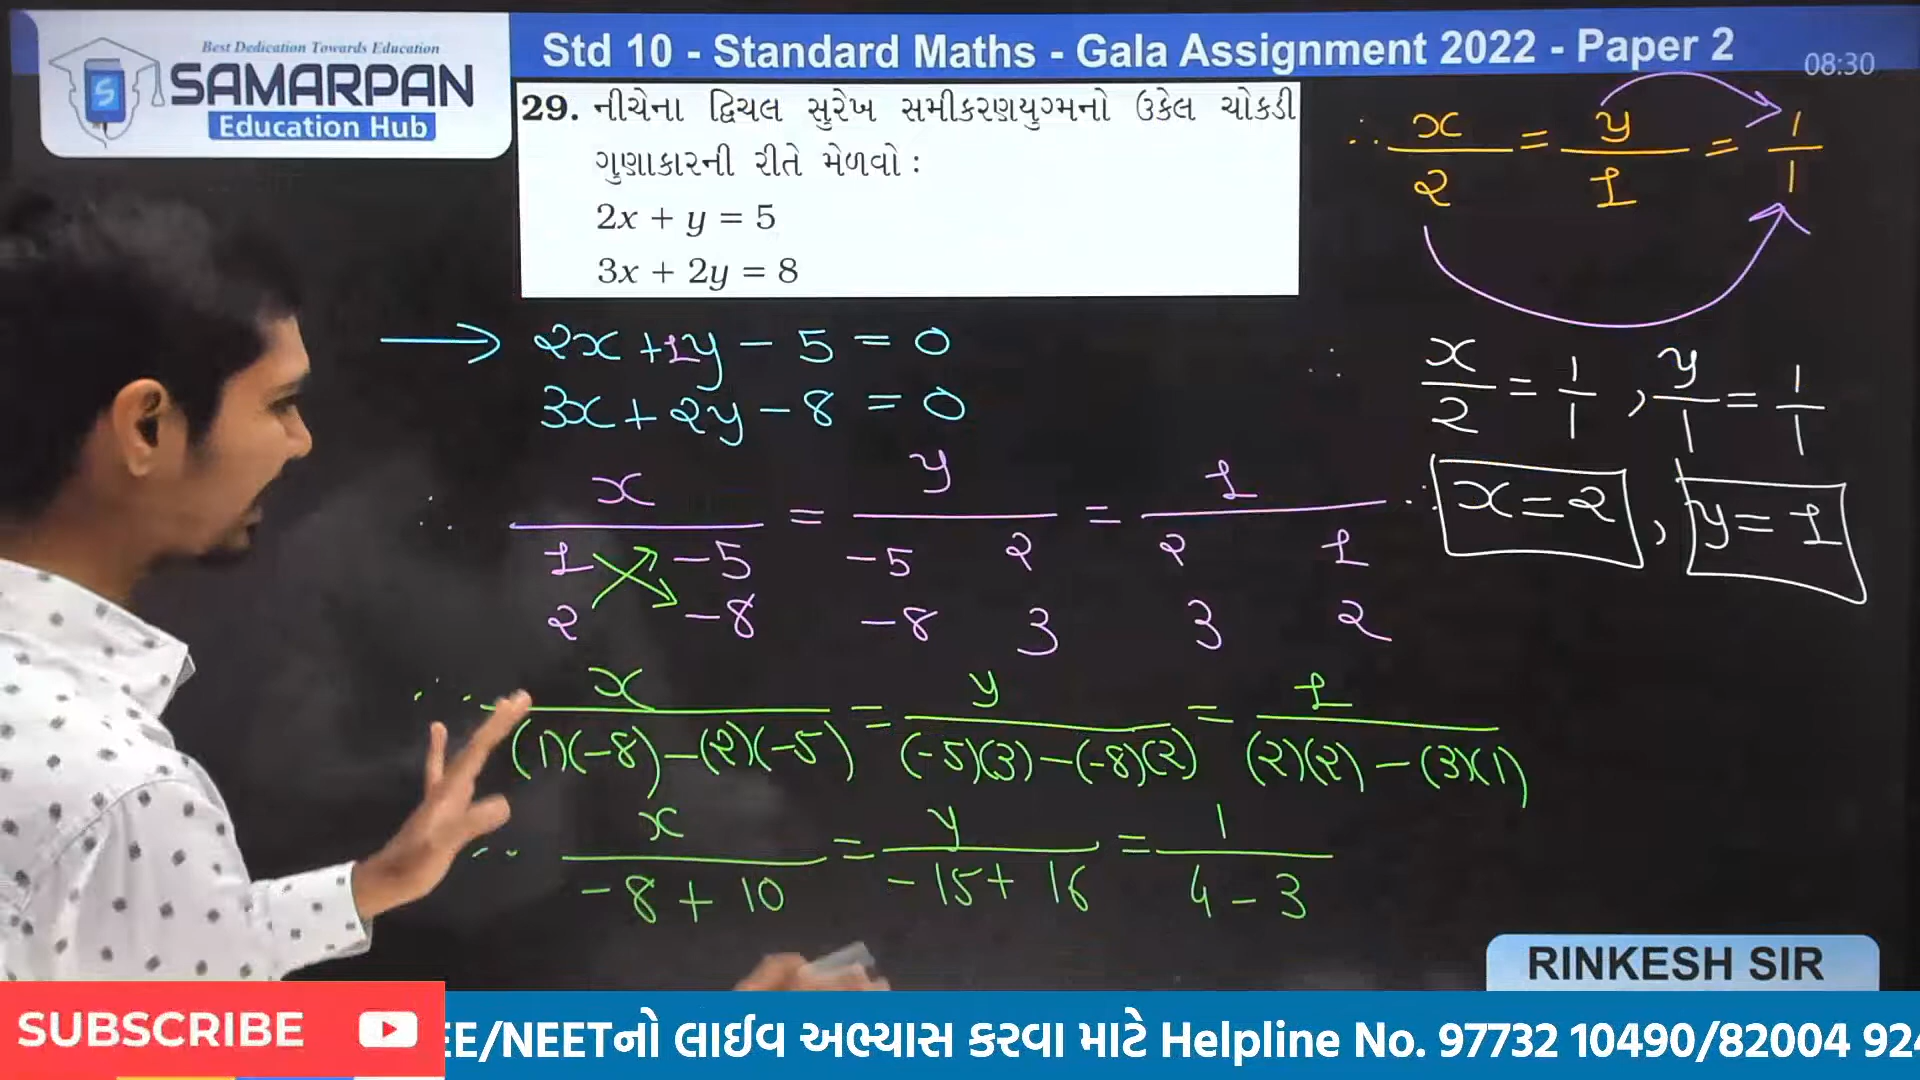 Best Dedication Towards Education
SAMARPAN
Education Hub
Std 10 - Standard Maths - Gala Assignment 2022 - Paper 2
08:30
29. નીચેના દ્વિચલ સુરેખ સમીકરણયુગ્મનો ઉકેલ ચોકડી
ગુણાકારની રીતે મેળવો :
2x + y = 5
3x + 2y = 8
→ 2x + 1y - 5 = 0
3x + 2y - 8 = 0
∴ x = y = 1
1 -5 -5 2 2 1
2 -8 -8 3 3 2
∴ x = y = 1
(1)(-8) - (2)(-5) (-5)(3) - (-8)(2) (2)(2) - (3)(1)
∴ x = y = 1
-8 + 10 -15 + 16 4 - 3
∴ x/2 = y/1 = 1/1
∴ x/2 = 1/1 , y/1 = 1/1
∴ x = 2 , y = 1
RINKESH SIR
SUBSCRIBE
EE/NEETનો લાઈવ અભ્યાસ કરવા માટે Helpline No. 97732 10490/82004 924